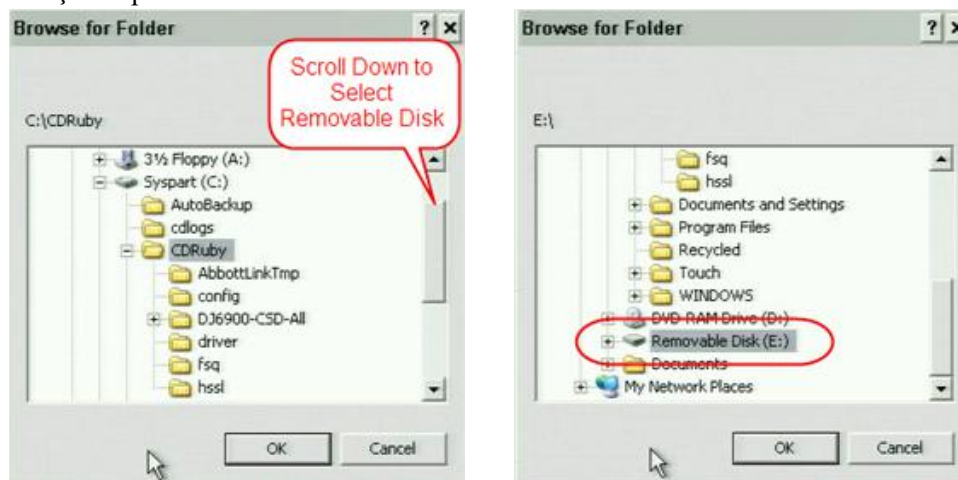 Browse for Folder
? ×
Scroll Down to
Select
Removable Disk
C:\CDRuby
3½ Floppy (A:)
Syspart (C:)
AutoBackup
cdlogs
CDRuby
AbbottLinkTmp
config
DJ6900-CSD-All
driver
fsq
hssl
OK
Cancel
Browse for Folder
? ×
E:\
fsq
hssl
Documents and Settings
Program Files
Recycled
Touch
WINDOWS
DVD-RAM Drive (D:)
Removable Disk (E:)
Documents
My Network Places
OK
Cancel